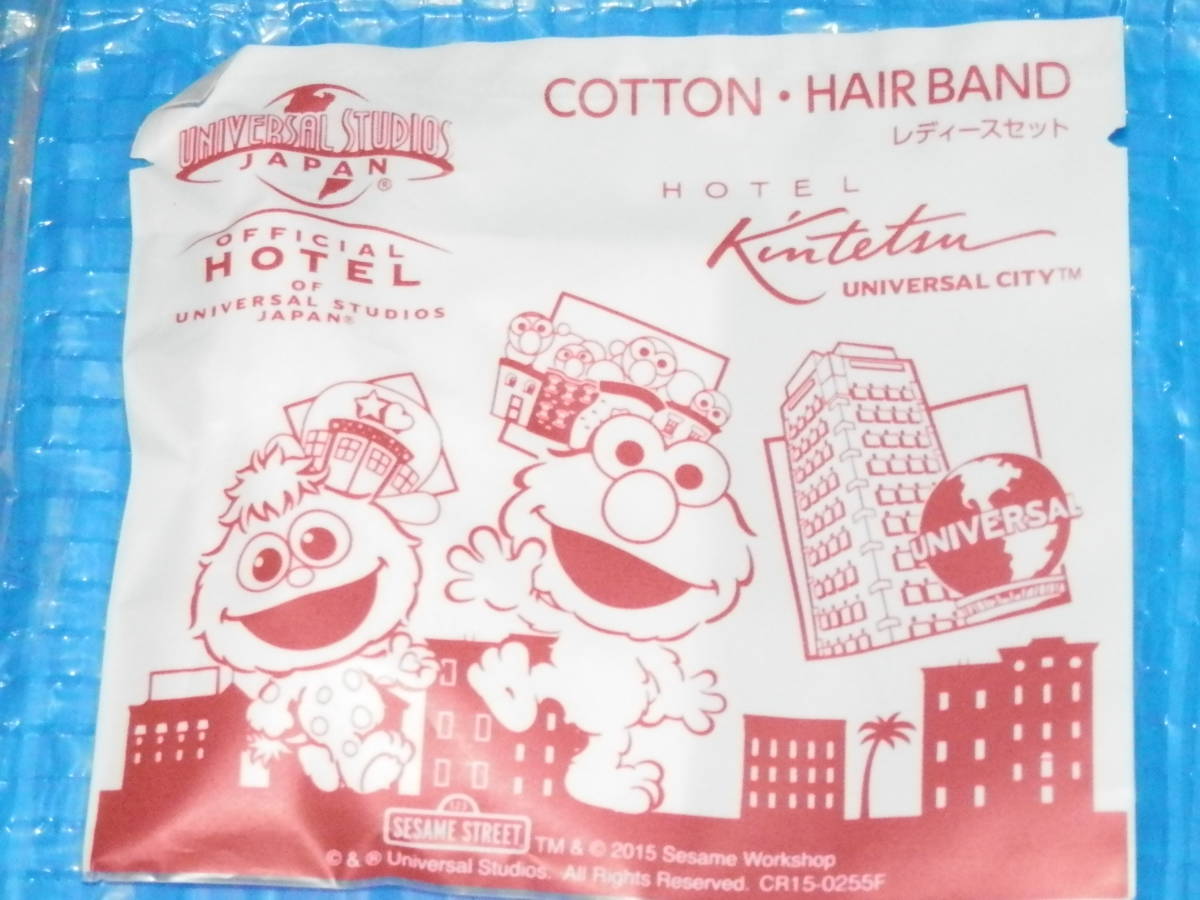 UNIVERSAL STUDIOS
JAPAN®
OFFICIAL
HOTEL
OF
UNIVERSAL STUDIOS
JAPAN®
COTTON・HAIR BAND
レディースセット
HOTEL
Kintetsu
UNIVERSAL CITY™
UNIVERSAL
123
SESAME STREET
TM & © 2015 Sesame Workshop
© & ® Universal Studios. All Rights Reserved. CR15-0255F